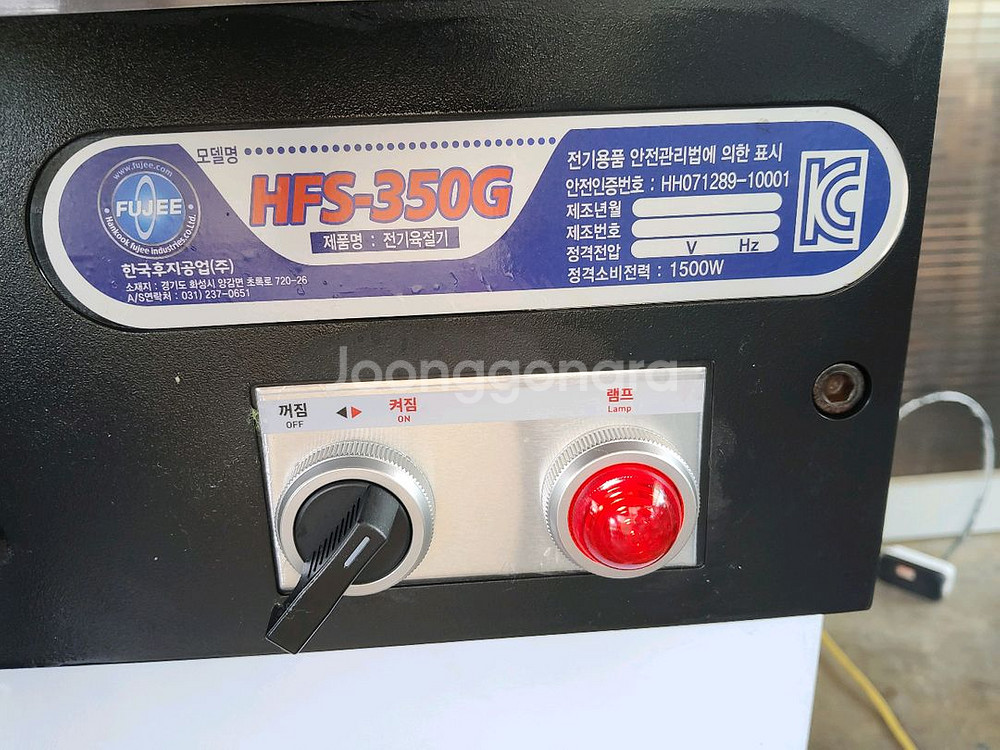 모델명
HFS-350G
제품명 : 전기육절기
www.fujee.com
FUJEE
Hankook fujee Industries co.Ltd.
한국후지공업(주)
소재지 : 경기도 화성시 양감면 초록로 720-26
A/S연락처 : 031) 237-0651
전기용품 안전관리법에 의한 표시
안전인증번호 : HH071289-10001
제조년월
제조번호
정격전압 V Hz
정격소비전력 : 1500W
Joonggonara
꺼짐 ◀▶ 켜짐
OFF ON
램프
Lamp